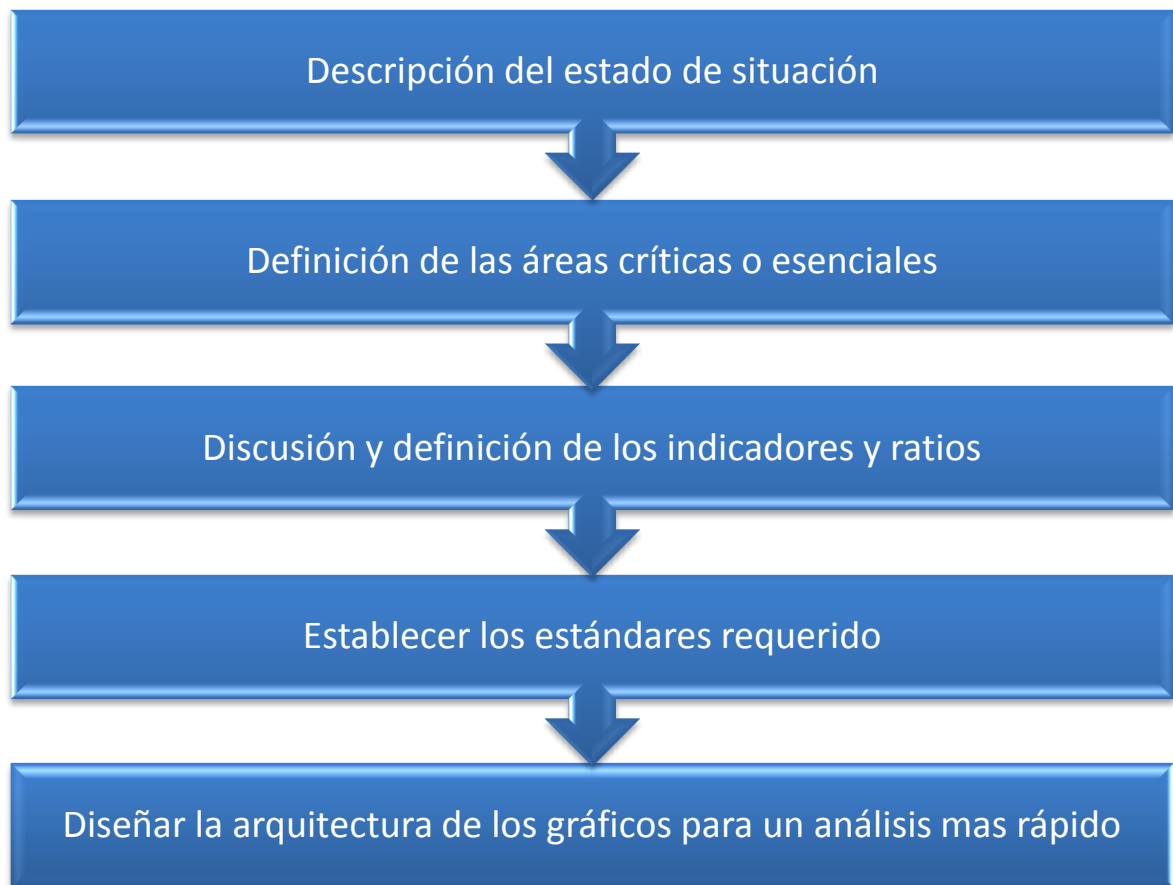 Descripción del estado de situación
Definición de las áreas críticas o esenciales
Discusión y definición de los indicadores y ratios
Establecer los estándares requerido
Diseñar la arquitectura de los gráficos para un análisis mas rápido